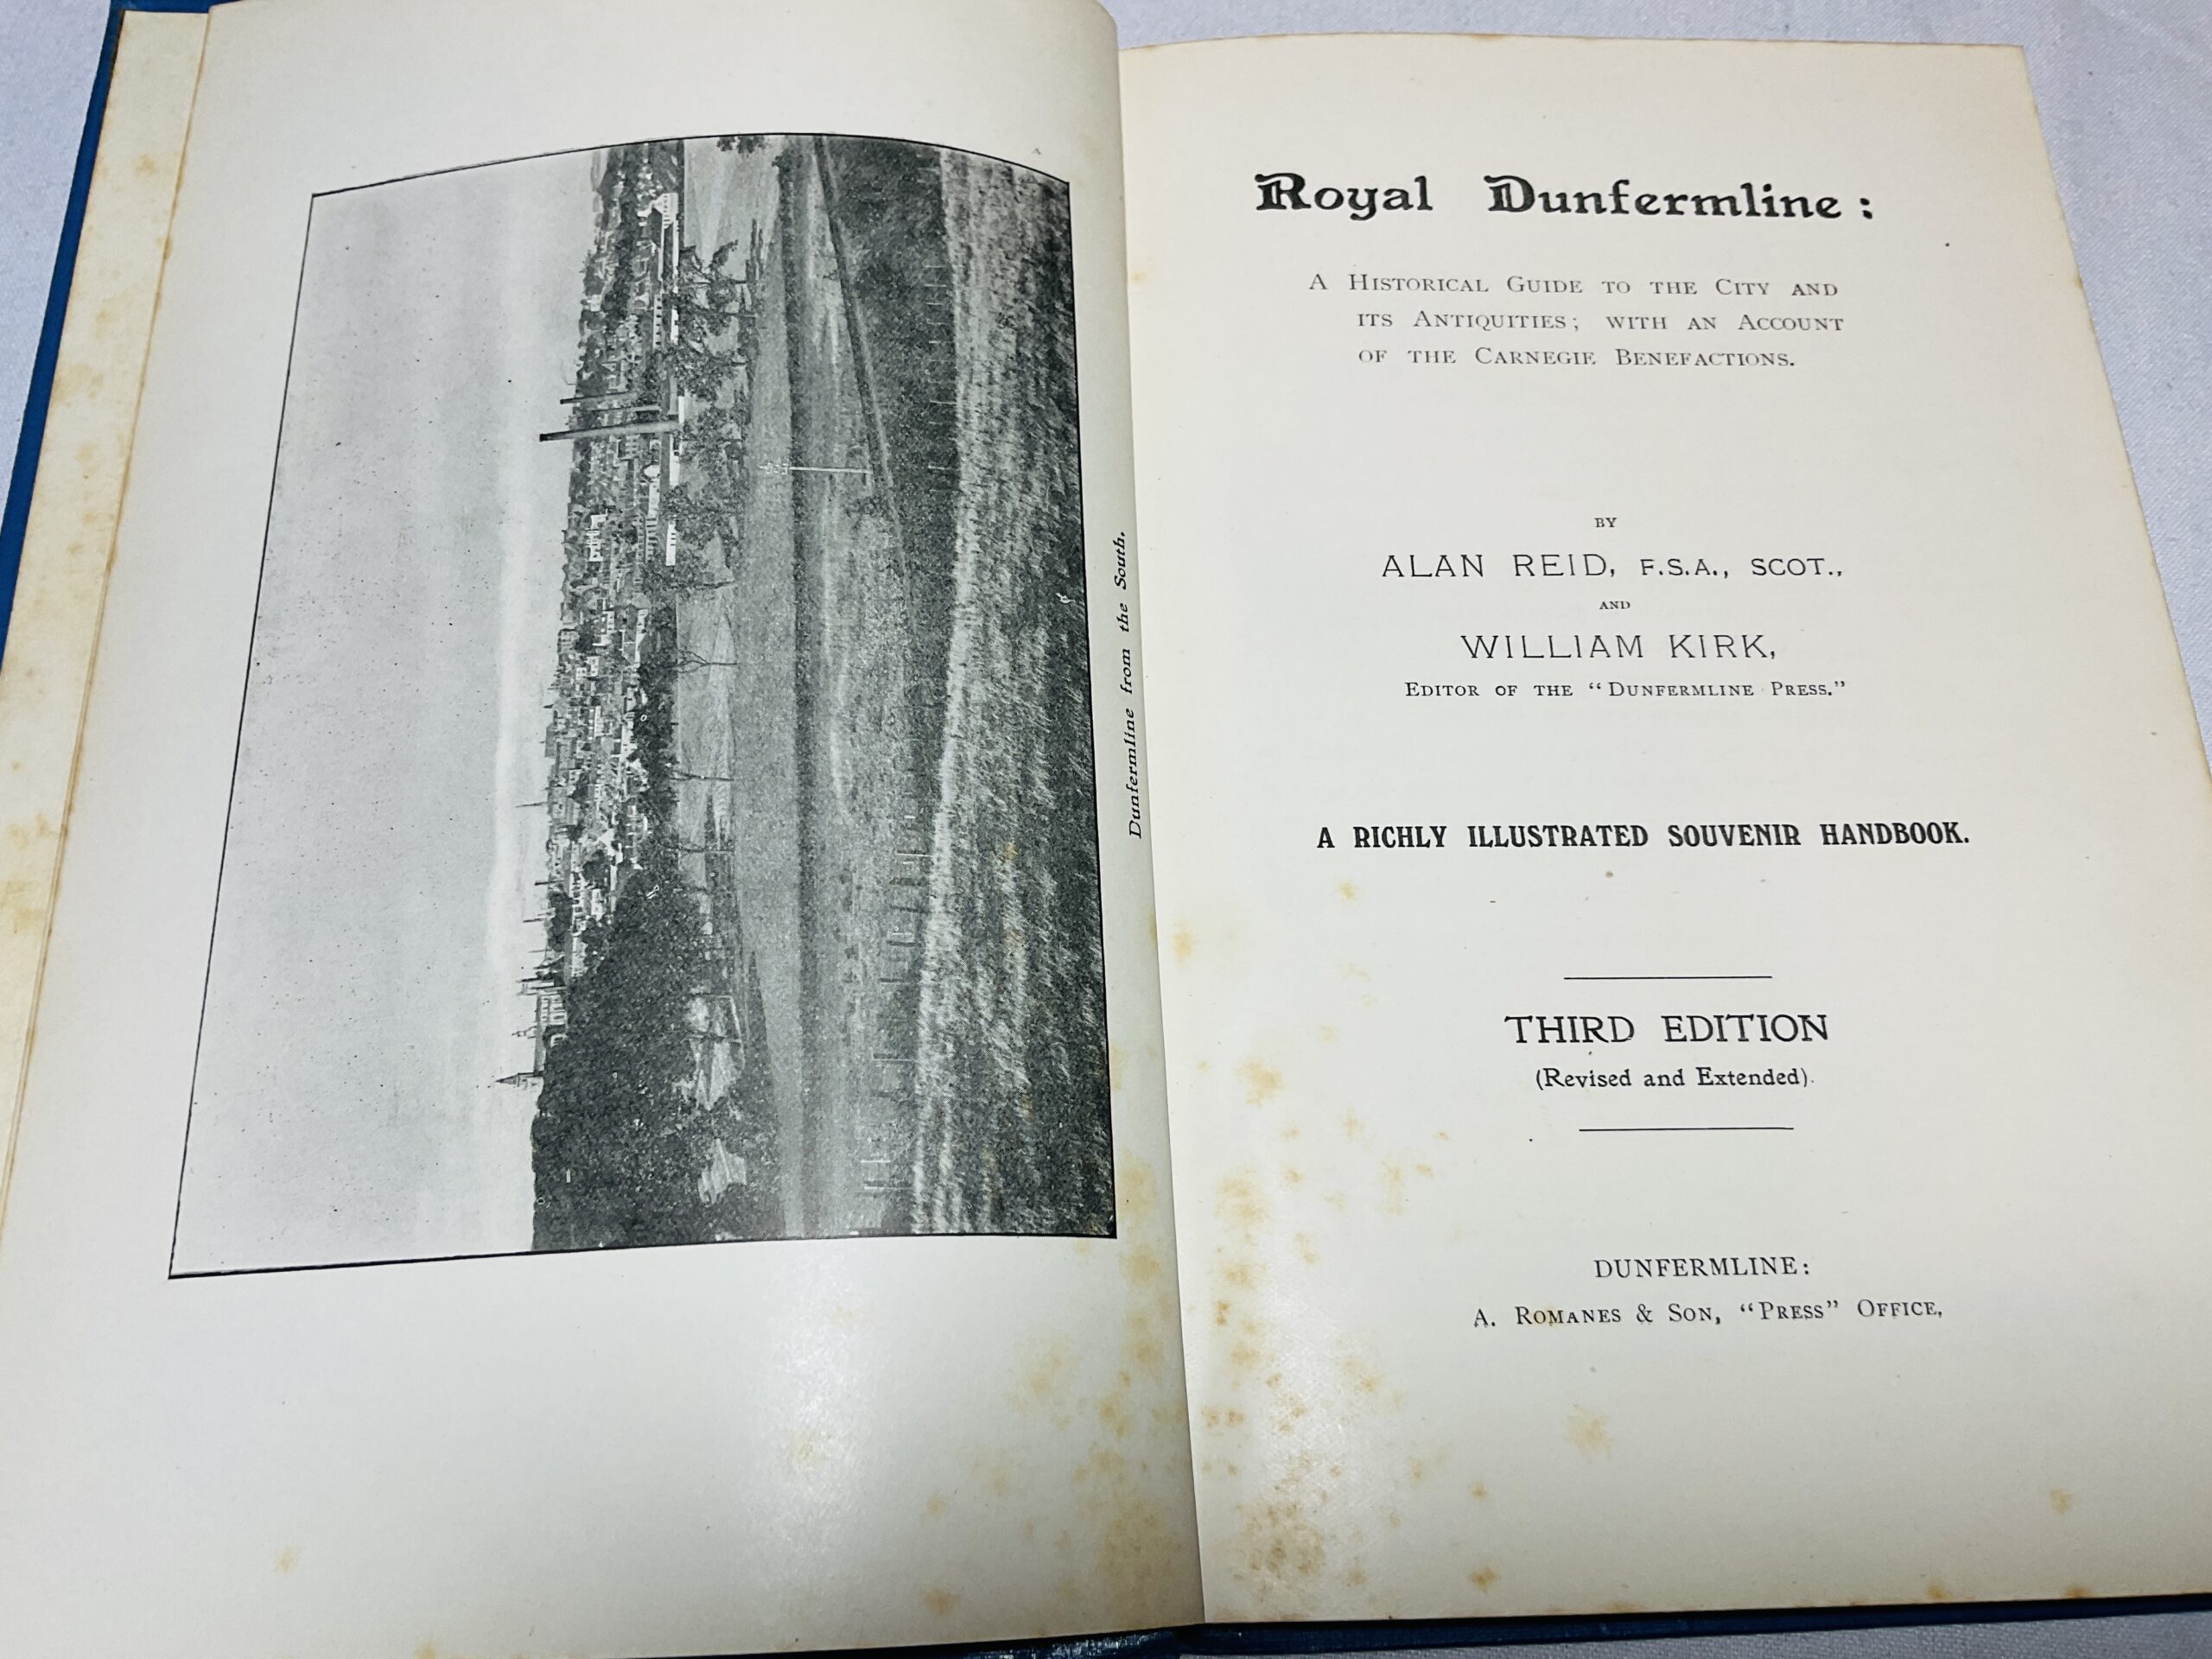 Dunfermline from the South.
Royal Dunfermline:
A Historical Guide to the City and
its Antiquities; with an Account
of the Carnegie Benefactions.
BY
ALAN REID, F.S.A., SCOT.,
AND
WILLIAM KIRK,
Editor of the "Dunfermline Press."
A RICHLY ILLUSTRATED SOUVENIR HANDBOOK.
THIRD EDITION
(Revised and Extended).
DUNFERMLINE:
A. Romanes & Son, "Press" Office,